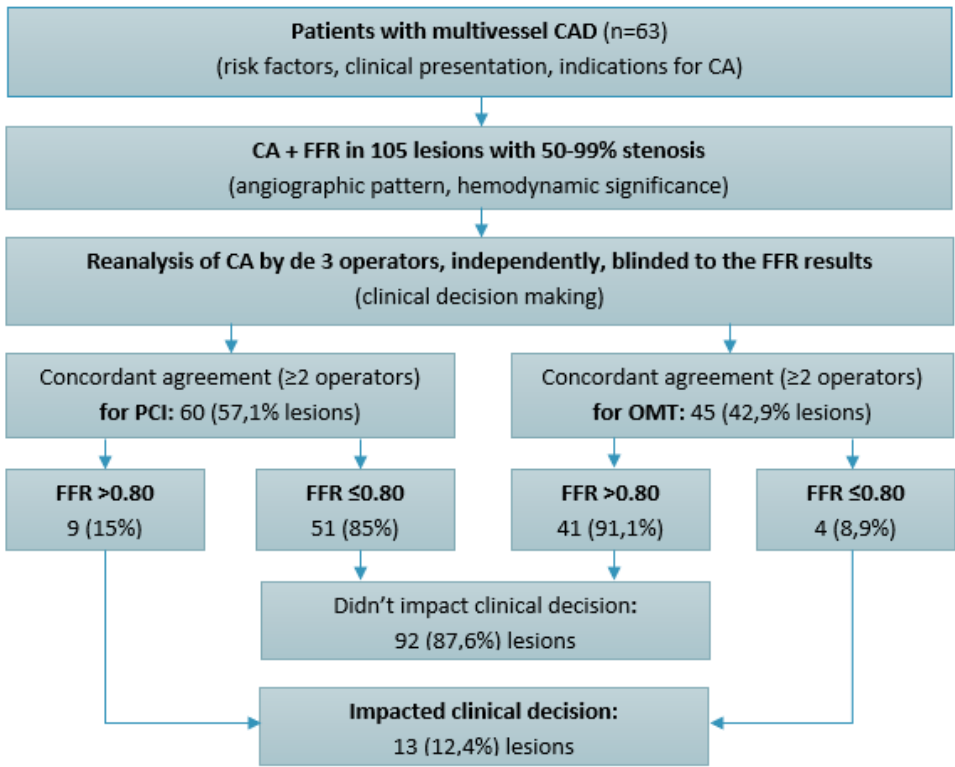 Patients with multivessel CAD (n=63)
(risk factors, clinical presentation, indications for CA)
CA + FFR in 105 lesions with 50-99% stenosis
(angiographic pattern, hemodynamic significance)
Reanalysis of CA by de 3 operators, independently, blinded to the FFR results
(clinical decision making)
Concordant agreement (≥2 operators)
for PCI: 60 (57,1% lesions)
Concordant agreement (≥2 operators)
for OMT: 45 (42,9% lesions)
FFR >0.80
9 (15%)
FFR ≤0.80
51 (85%)
FFR >0.80
41 (91,1%)
FFR ≤0.80
4 (8,9%)
Didn’t impact clinical decision:
92 (87,6%) lesions
Impacted clinical decision:
13 (12,4%) lesions